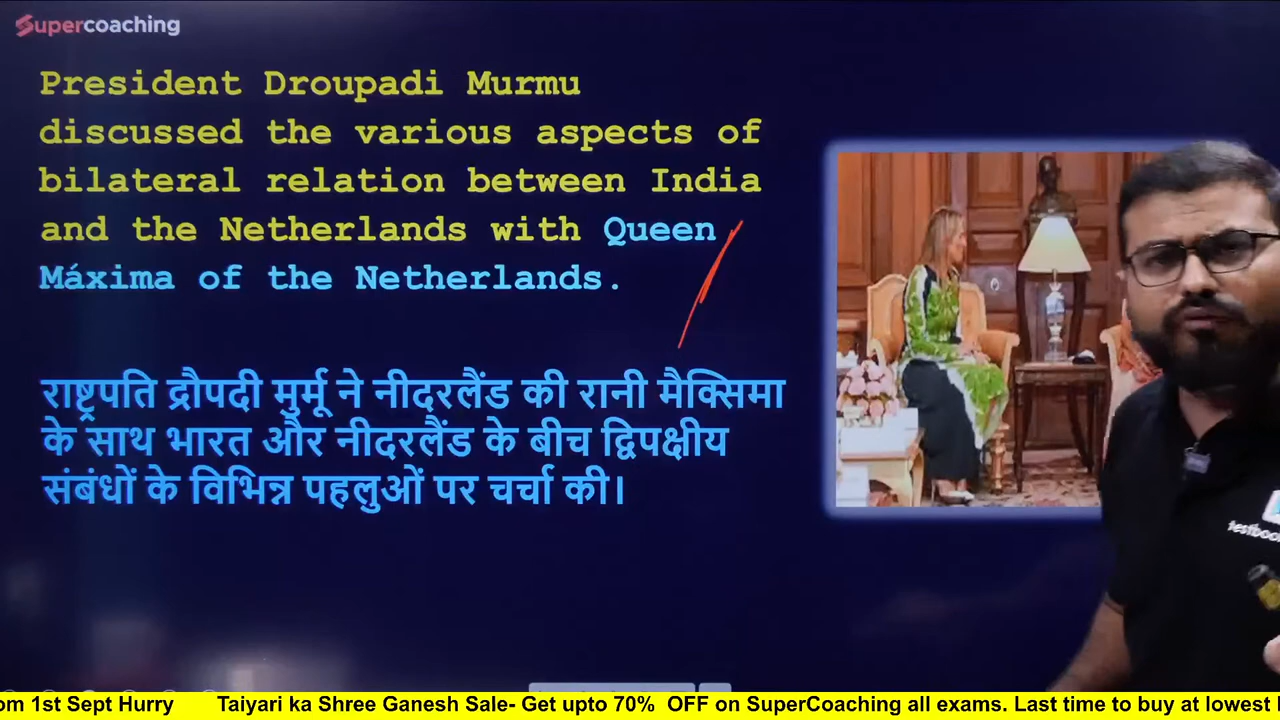 Supercoaching
President Droupadi Murmu
discussed the various aspects of
bilateral relation between India
and the Netherlands with Queen
Máxima of the Netherlands.
राष्ट्रपति द्रौपदी मुर्मू ने नीदरलैंड की रानी मैक्सिमा
के साथ भारत और नीदरलैंड के बीच द्विपक्षीय
संबंधों के विभिन्न पहलुओं पर चर्चा की।
testboo
om 1st Sept Hurry Taiyari ka Shree Ganesh Sale- Get upto 70% OFF on SuperCoaching all exams. Last time to buy at lowest